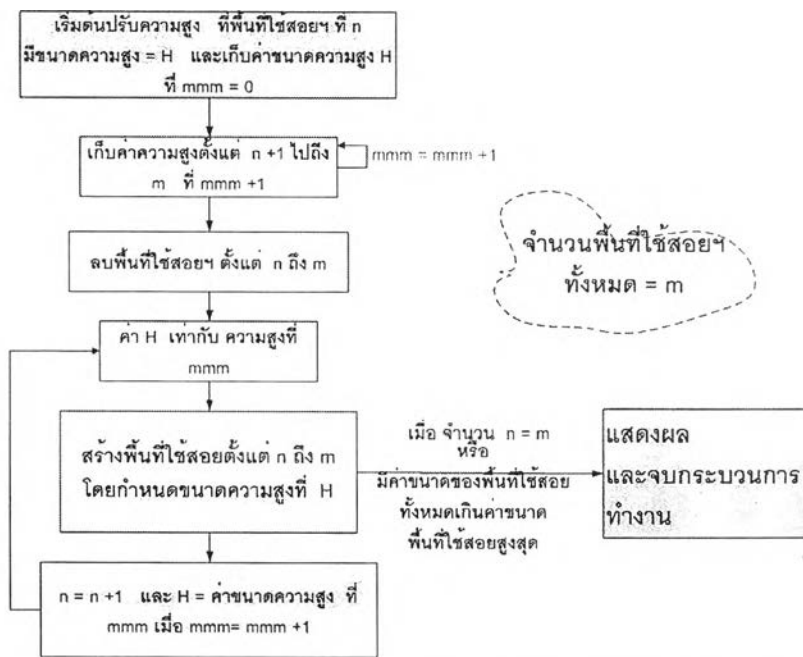 เริ่มต้นปรับความสูง ที่พื้นที่ใช้สอยฯ ที่ n
มีขนาดความสูง = H และเก็บค่าขนาดความสูง H
ที่ mmm = 0
เก็บค่าความสูงตั้งแต่ n +1 ไปถึง
m ที่ mmm +1
mmm = mmm +1
ลบพื้นที่ใช้สอยฯ ตั้งแต่ n ถึง m
จำนวนพื้นที่ใช้สอยฯ
ทั้งหมด = m
ค่า H เท่ากับ ความสูงที่
mmm
สร้างพื้นที่ใช้สอยตั้งแต่ n ถึง m
โดยกำหนดขนาดความสูงที่ H
เมื่อ จำนวน n = m
หรือ
มีค่าขนาดของพื้นที่ใช้สอย
ทั้งหมดเกินค่าขนาด
พื้นที่ใช้สอยสูงสุด
แสดงผล
และจบกระบวนการ
ทำงาน
n = n +1 และ H = ค่าขนาดความสูง ที่
mmm เมื่อ mmm= mmm +1